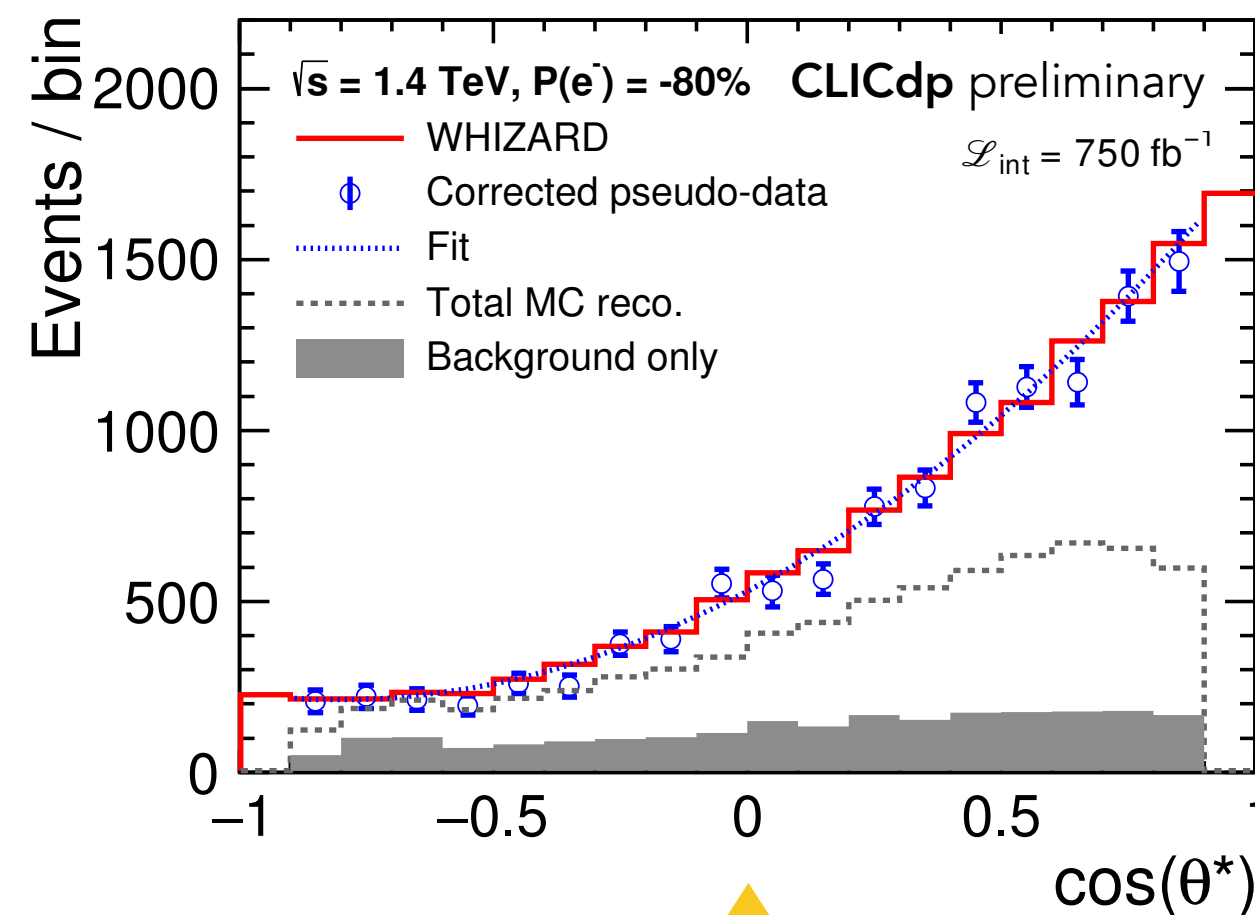 Events / bin
2000
1500
1000
500
0
√s = 1.4 TeV, P(e⁻) = -80%
CLICdp preliminary
ℒint = 750 fb⁻¹
WHIZARD
Corrected pseudo-data
Fit
Total MC reco.
Background only
−1
−0.5
0
0.5
cos(θ*)